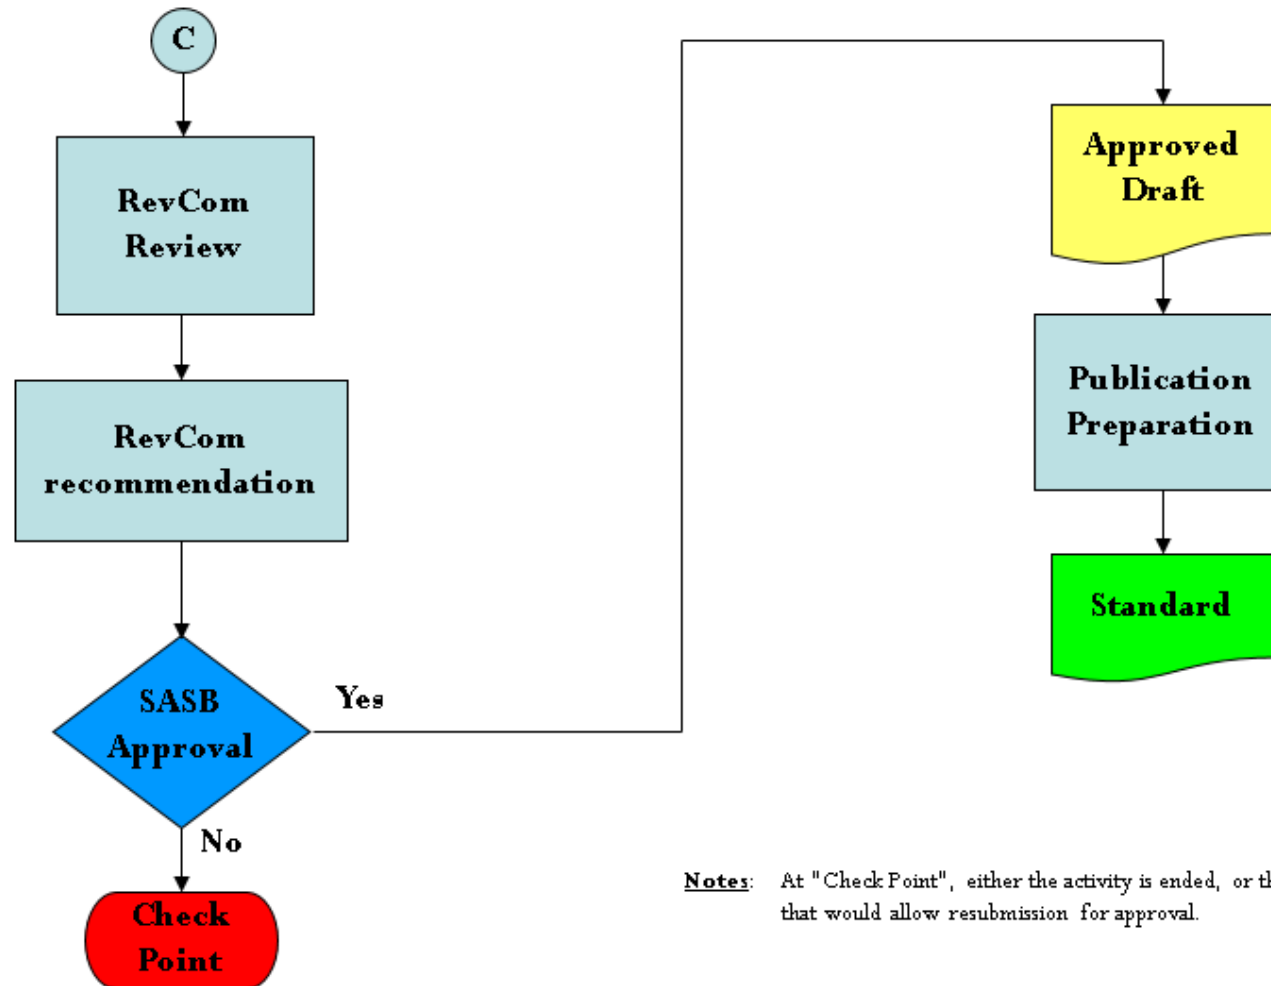 C
RevCom
Review
RevCom
recommendation
SASB
Approval
Yes
No
Check
Point
Approved
Draft
Publication
Preparation
Standard
Notes: At "Check Point", either the activity is ended, or
that would allow resubmission for approval.